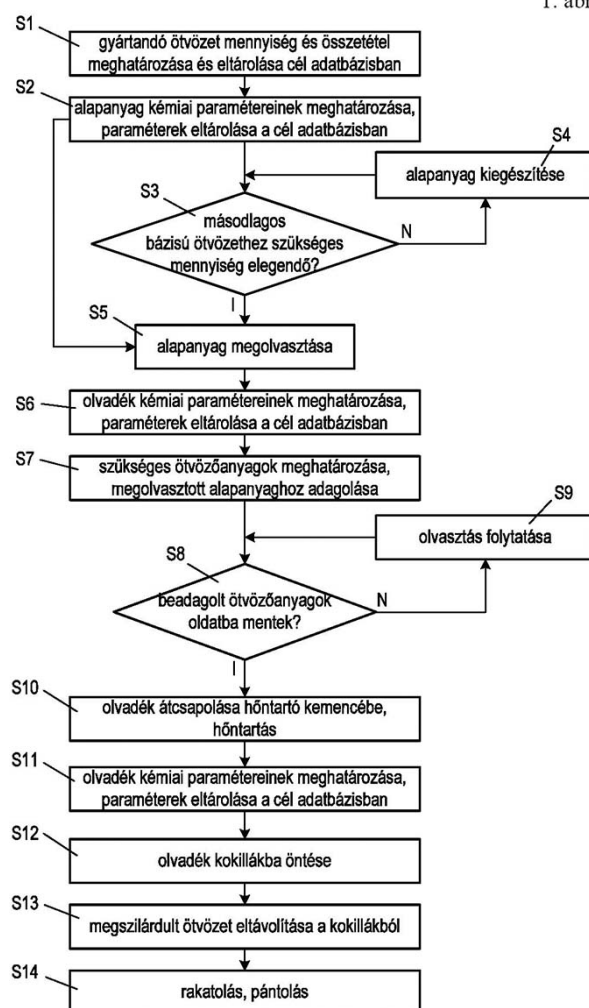 1. ábr
S1
gyártandó ötvözet mennyiség és összetétel
meghatározása és eltárolása cél adatbázisban
S2
alapanyag kémiai paramétereinek meghatározása,
paraméterek eltárolása a cél adatbázisban
S4
alapanyag kiegészítése
S3
másodlagos
bázisú ötvözethez szükséges
mennyiség elegendő?
N
I
S5
alapanyag megolvasztása
S6
olvadék kémiai paramétereinek meghatározása,
paraméterek eltárolása a cél adatbázisban
S7
szükséges ötvözőanyagok meghatározása,
megolvasztott alapanyaghoz adagolása
S9
olvasztás folytatása
S8
beadagolt ötvözőanyagok
oldatba mentek?
N
I
S10
olvadék átcsapolása hőntartó kemencébe,
hőntartás
S11
olvadék kémiai paramétereinek meghatározása,
paraméterek eltárolása a cél adatbázisban
S12
olvadék kokillákba öntése
S13
megszilárdult ötvözet eltávolítása a kokillákból
S14
rakatolás, pántolás